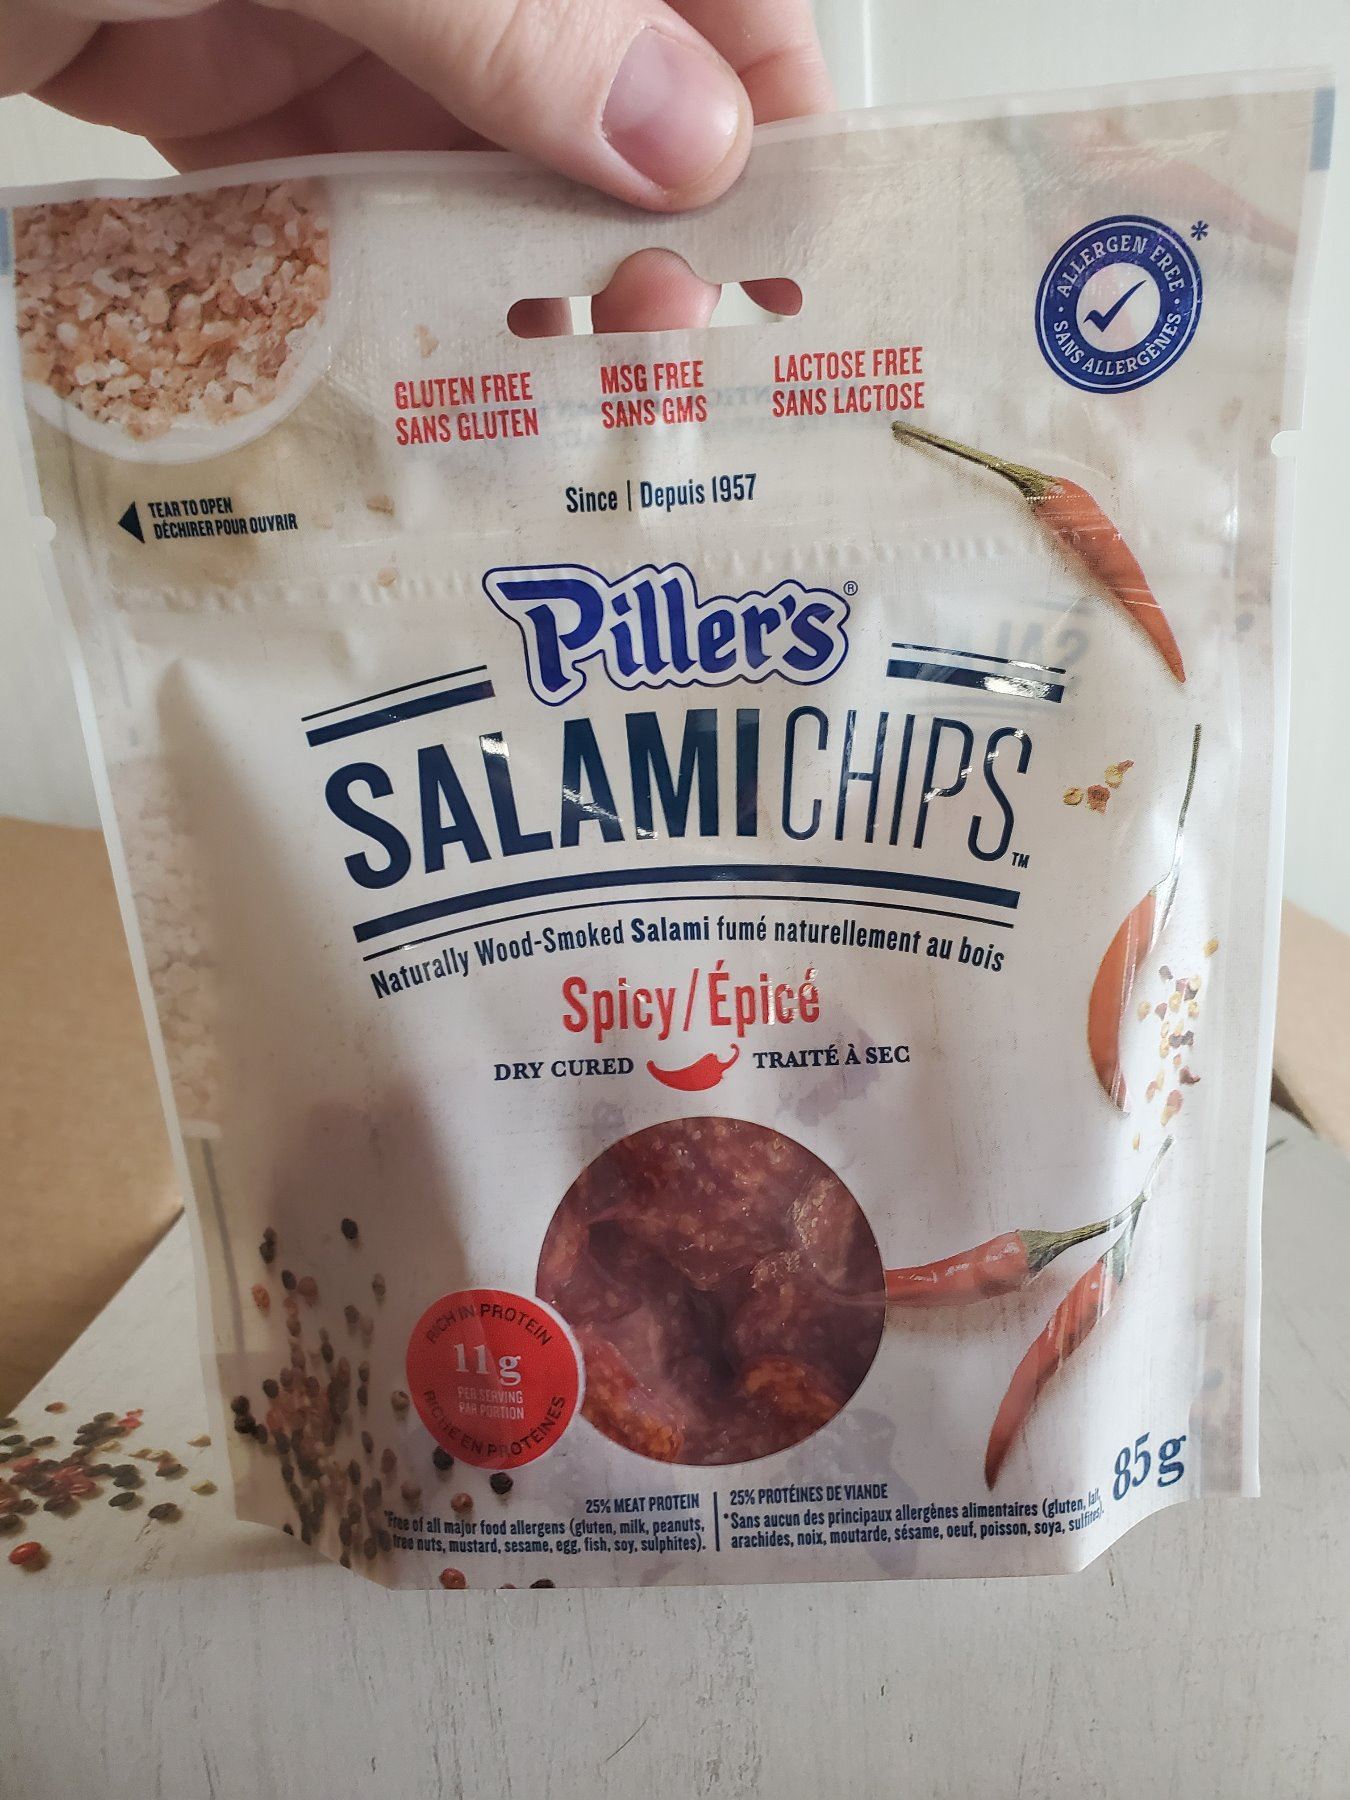 ALLERGEN FREE • SANS ALLERGÈNES • *
GLUTEN FREE
SANS GLUTEN
MSG FREE
SANS GMS
LACTOSE FREE
SANS LACTOSE
TEAR TO OPEN
DÉCHIRER POUR OUVRIR
Since | Depuis 1957
Piller's®
SALAMI CHIPS™
Naturally Wood-Smoked Salami fumé naturellement au bois
Spicy/Épicé
DRY CURED TRAITÉ À SEC
RICH IN PROTEIN
11g
PER SERVING
PAR PORTION
RICHE EN PROTÉINES
25% MEAT PROTEIN
*Free of all major food allergens (gluten, milk, peanuts,
tree nuts, mustard, sesame, egg, fish, soy, sulphites).
25% PROTÉINES DE VIANDE
*Sans aucun des principaux allergènes alimentaires (gluten, lait,
arachides, noix, moutarde, sésame, oeuf, poisson, soya, sulfites).
85 g